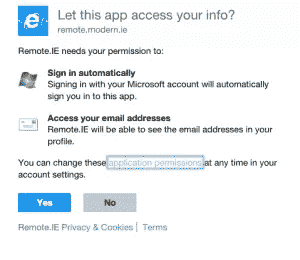 Let this app access your info?
remote.modern.ie
Remote.IE needs your permission to:
Sign in automatically
Signing in with your Microsoft account will automatically
sign you in to this app.
Access your email addresses
Remote.IE will be able to see the email addresses in your
profile.
You can change these application permissions at any time in your
account settings.
Yes No
Remote.IE Privacy & Cookies | Terms